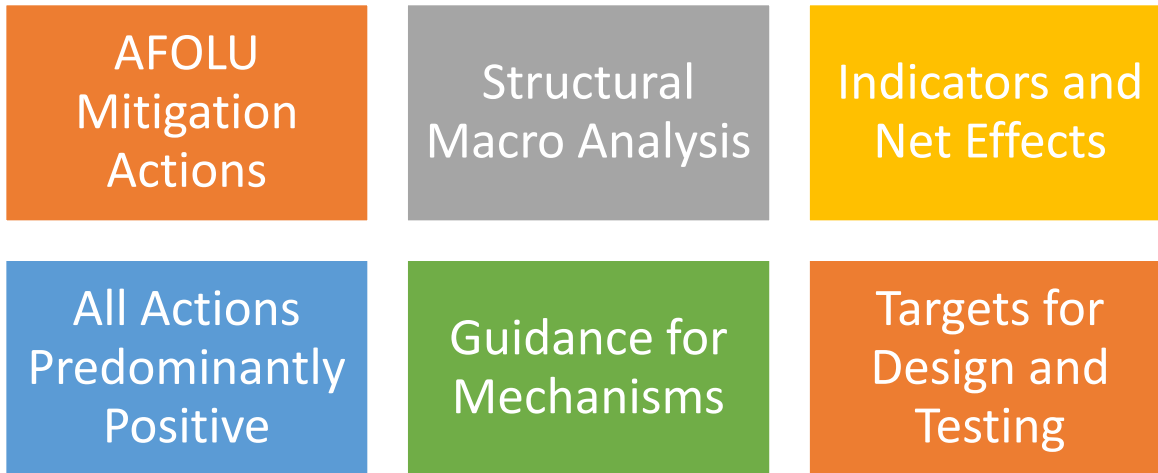 AFOLU
Mitigation
Actions
Structural
Macro Analysis
Indicators and
Net Effects
All Actions
Predominantly
Positive
Guidance for
Mechanisms
Targets for
Design and
Testing